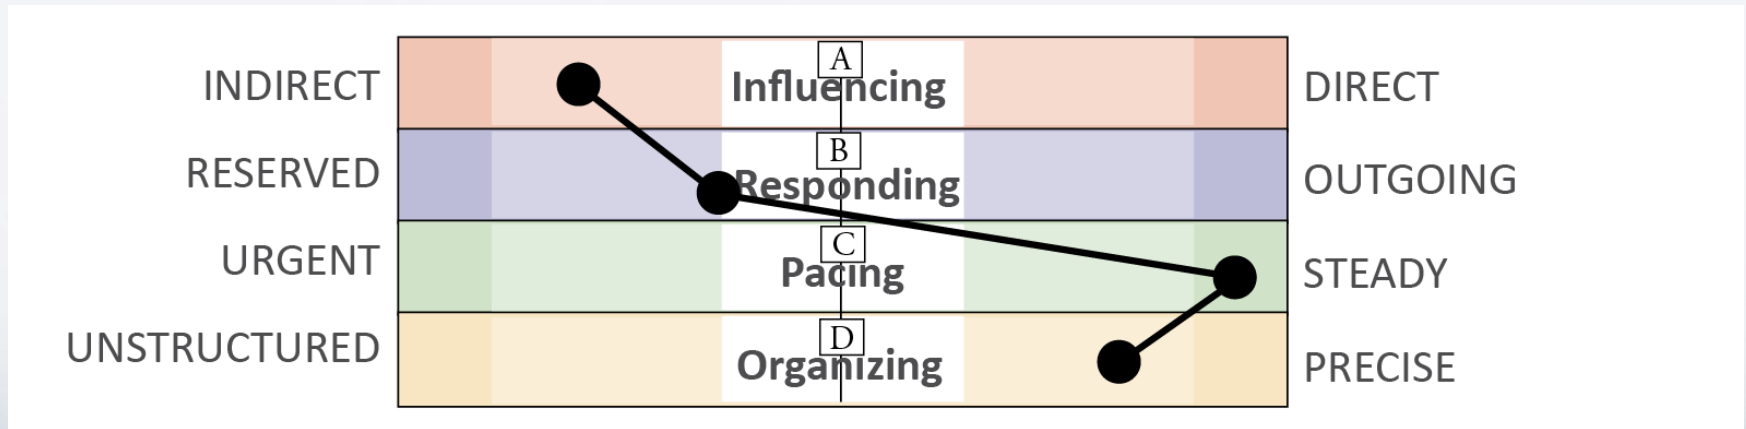 A
INDIRECT Influencing DIRECT
B
RESERVED Responding OUTGOING
C
URGENT Pacing STEADY
D
UNSTRUCTURED Organizing PRECISE